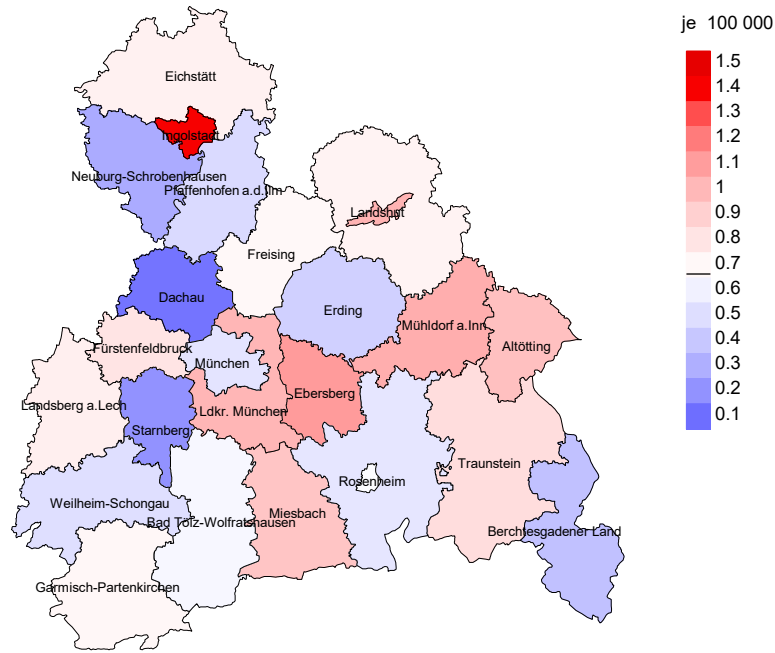 je 100 000
1.5
1.4
1.3
1.2
1.1
1
0.9
0.8
0.7
0.6
0.5
0.4
0.3
0.2
0.1
Eichstätt
Ingolstadt
Neuburg-Schrobenhausen
Pfaffenhofen a.d.Ilm
Landshut
Freising
Dachau
Erding
Mühldorf a.Inn
Altötting
Fürstenfeldbruck
München
Ebersberg
Landsberg a.Lech
Ldkr. München
Starnberg
Traunstein
Rosenheim
Weilheim-Schongau
Miesbach
Bad Tölz-Wolfratshausen
Berchtesgadener Land
Garmisch-Partenkirchen